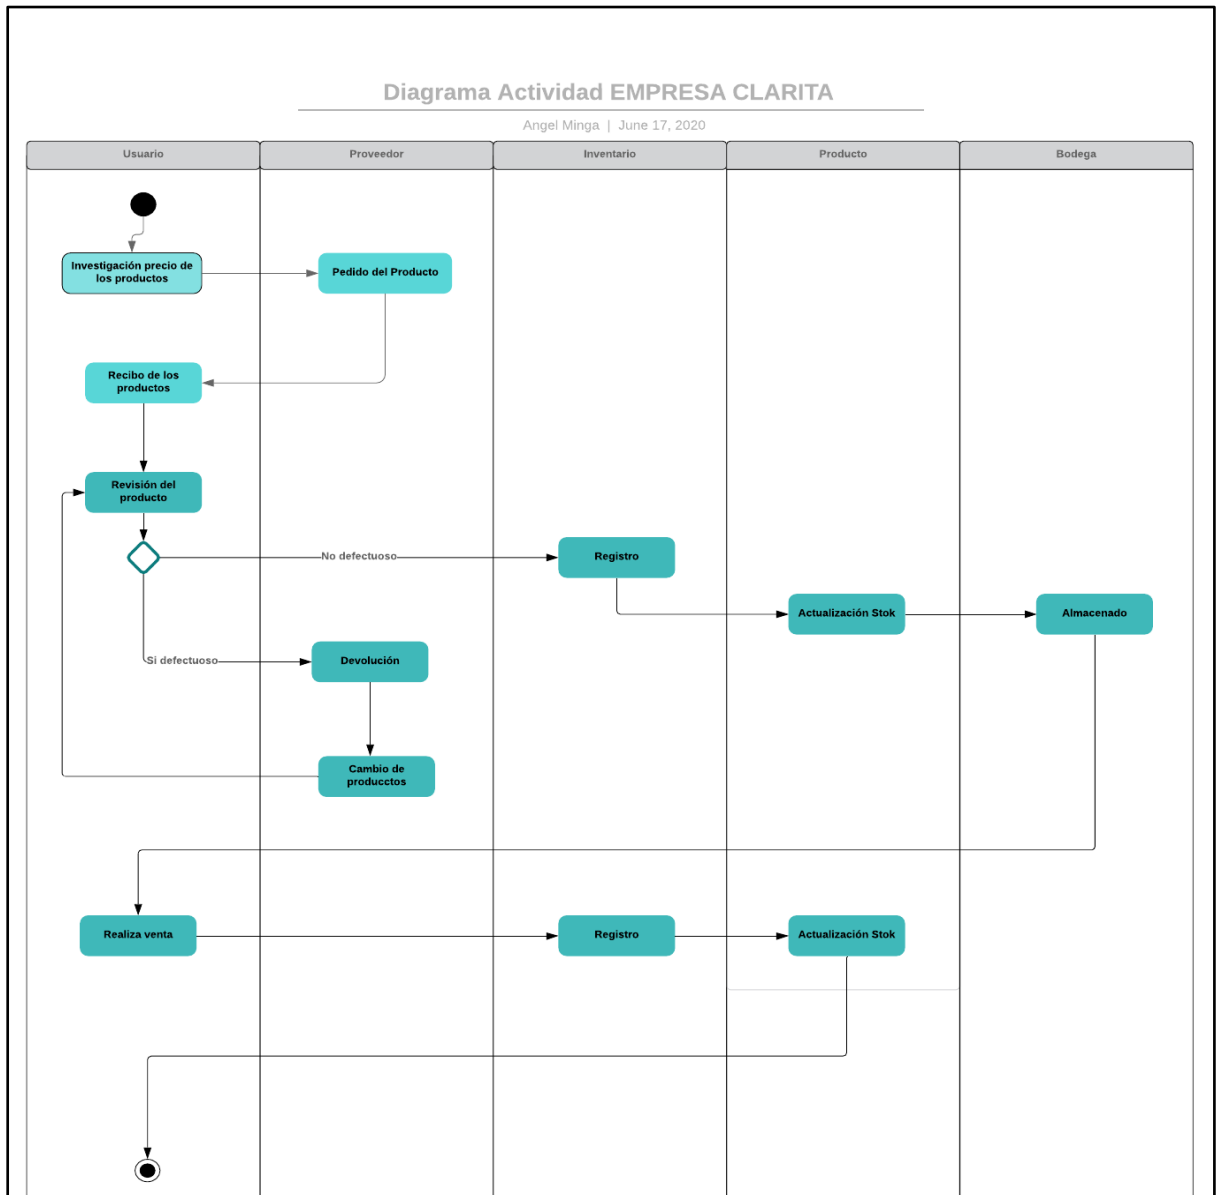 Diagrama Actividad EMPRESA CLARITA
Angel Minga | June 17, 2020
Usuario
Proveedor
Inventario
Producto
Bodega
Investigación precio de
los productos
Pedido del Producto
Recibo de los
productos
Revisión del
producto
No defectuoso
Registro
Actualización Stok
Almacenado
Si defectuoso
Devolución
Cambio de
producctos
Realiza venta
Registro
Actualización Stok